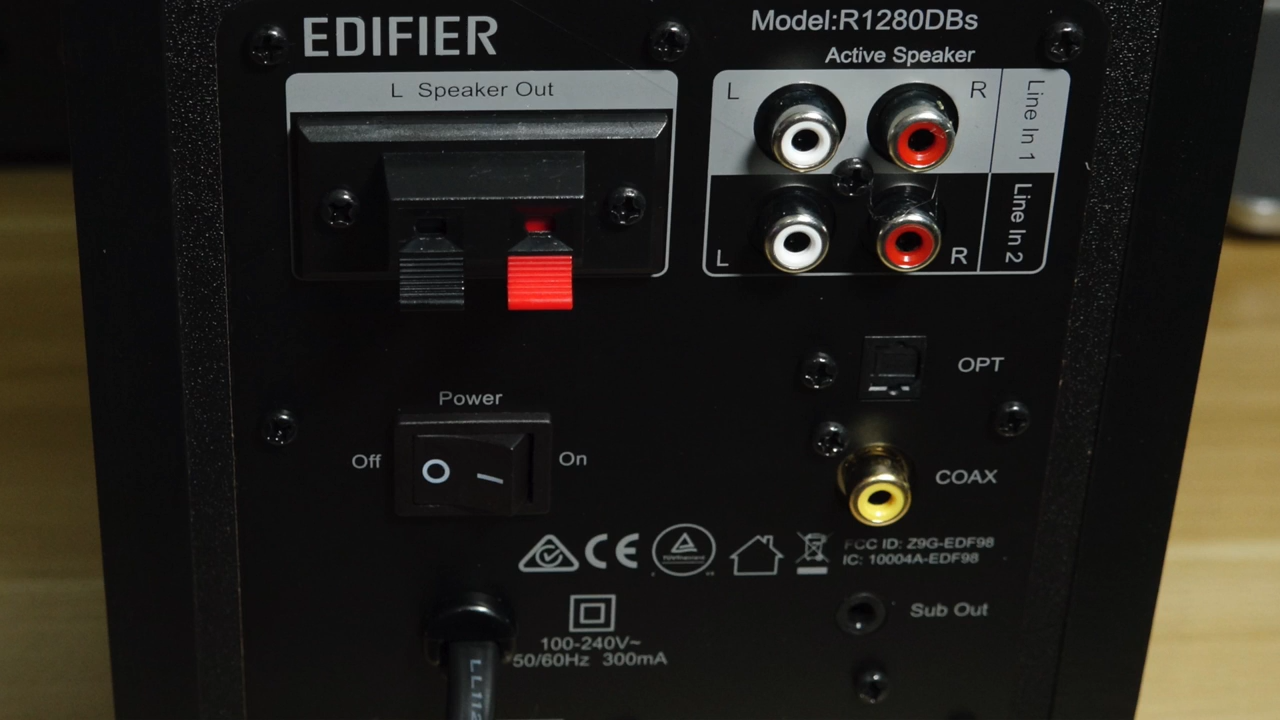 EDIFIER
Model:R1280DBs
Active Speaker
L Speaker Out
L R Line In 1
L R Line In 2
OPT
Power
Off O On
COAX
CE
FCC ID: Z9G-EDF98
IC: 10004A-EDF98
Sub Out
100-240V~
50/60Hz 300mA